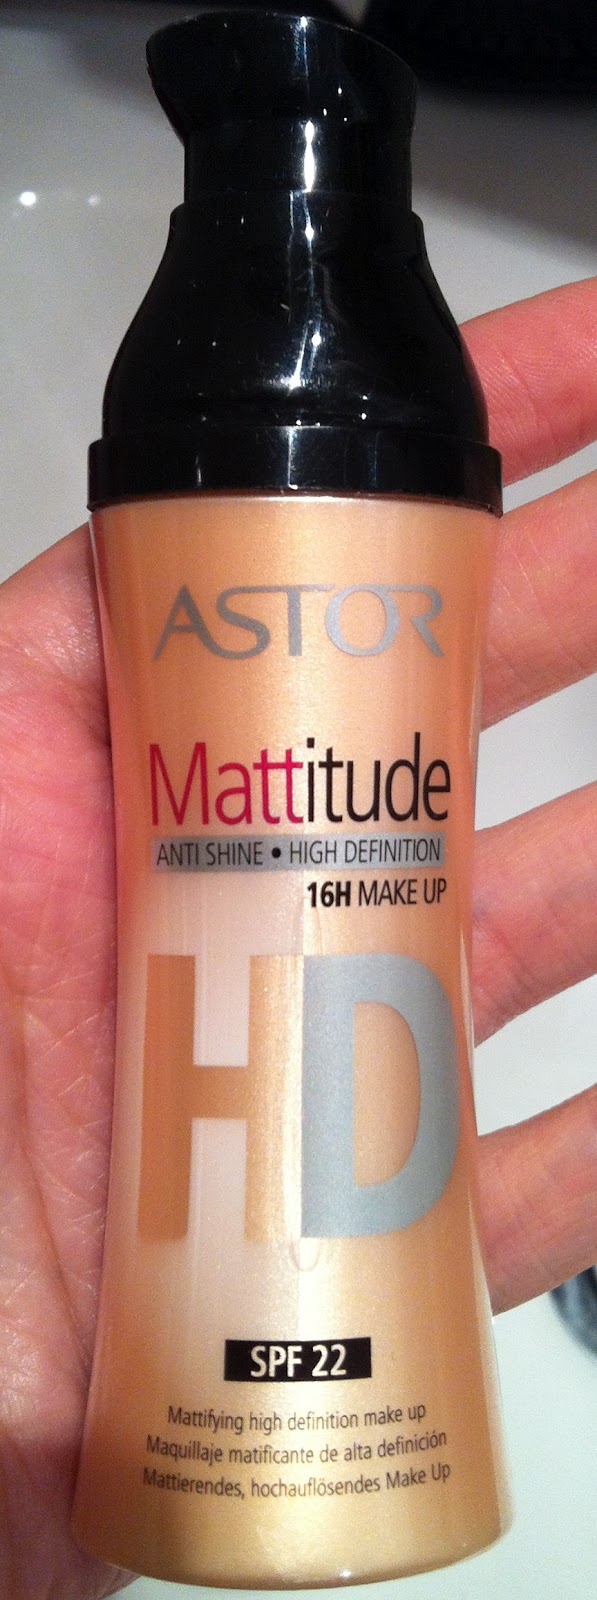 ASTOR
Mattitude
ANTI SHINE • HIGH DEFINITION
16H MAKE UP
HD
SPF 22
Mattifying high definition make up
Maquillaje matificante de alta definición
Mattierendes, hochauflösendes Make Up